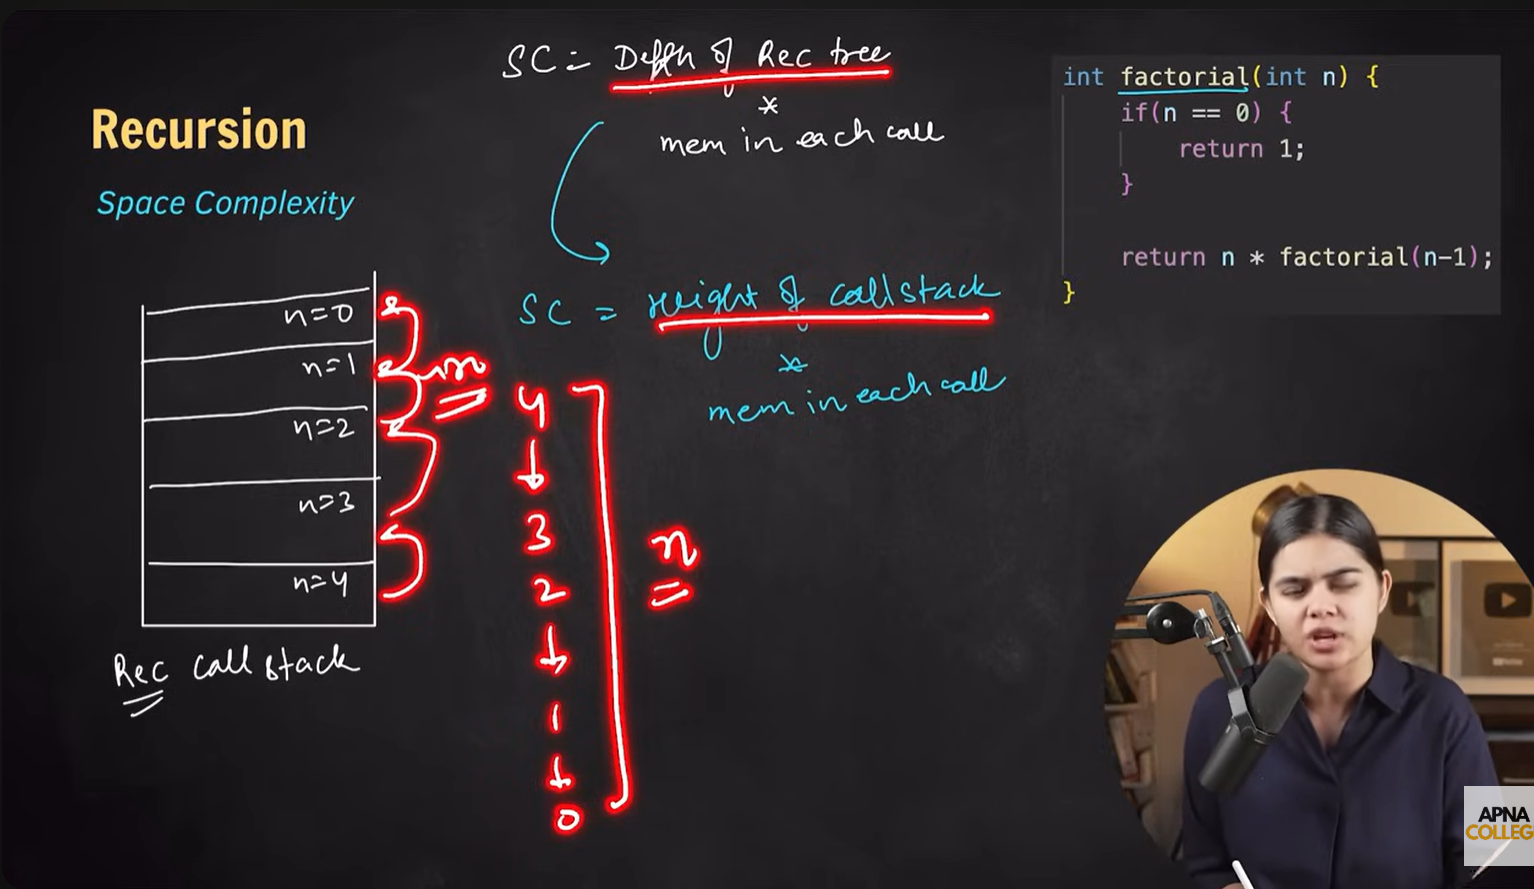 SC = Depth of Rec tree
*
mem in each call
Recursion
Space Complexity
SC = Height of callstack
*
mem in each call
n=0
n=1
n=2
n=3
n=4
Rec call stack
4
3
2
1
0
n
int factorial(int n) {
if(n == 0) {
return 1;
}
return n * factorial(n-1);
}
APNA
COLLEG